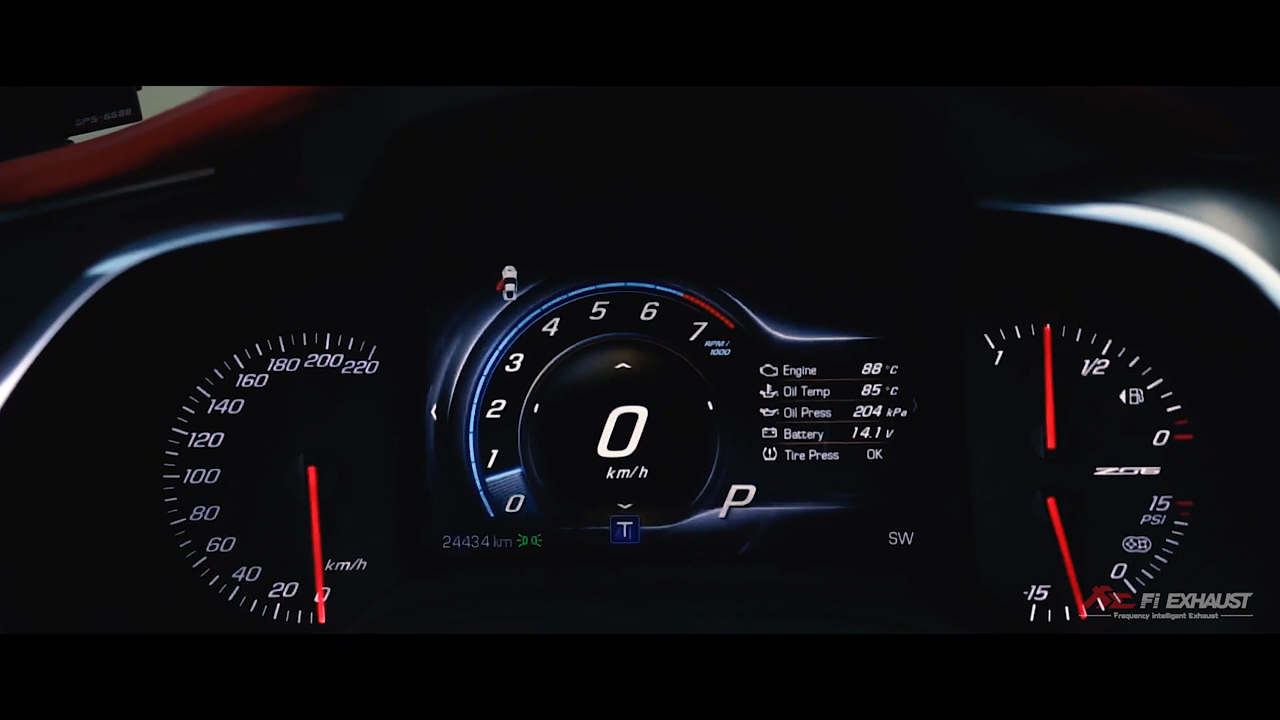 GPS-6688
220
200
180
160
140
120
100
80
60
40
20
0
km/h
7
6
5
4
3
2
1
0
RPM/
1000
0
km/h
Engine 88 °C
Oil Temp 85 °C
Oil Press 204 kPa
Battery 14.1 V
Tire Press OK
P
T
24434 km
SW
1
1/2
0
Z06
15
PSI
0
-15
Fi EXHAUST
Frequency Intelligent Exhaust